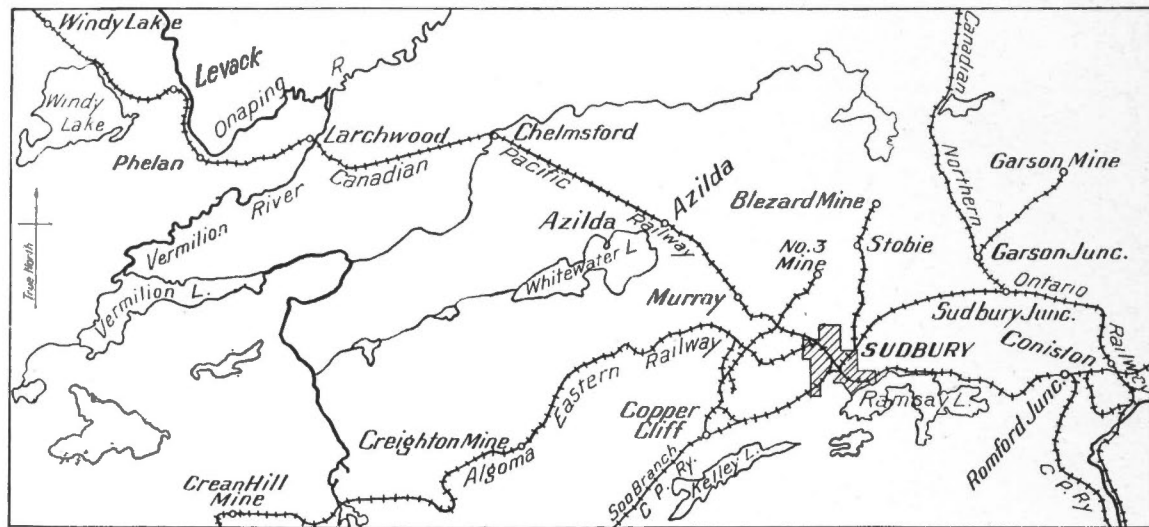 Windy Lake
Levack
Windy
Lake
Onaping
R.
Phelan
Larchwood
Canadian
Chelmsford
Pacific
Railway
Azilda
Azilda
Whitewater L.
River
Vermilion
Vermilion L.
True North
Canadian
Northern
Ontario
Railway
Garson Mine
Garson Junc.
Blezard Mine
Stobie
No. 3
Mine
Murray
Sudbury Junc.
SUDBURY
Coniston
Ramsay L.
Romford Junc.
C. P. Ry.
Copper
Cliff
Kelley L.
Soo Branch
C. P. Ry.
Algoma
Eastern
Railway
Creighton Mine
Crean Hill
Mine